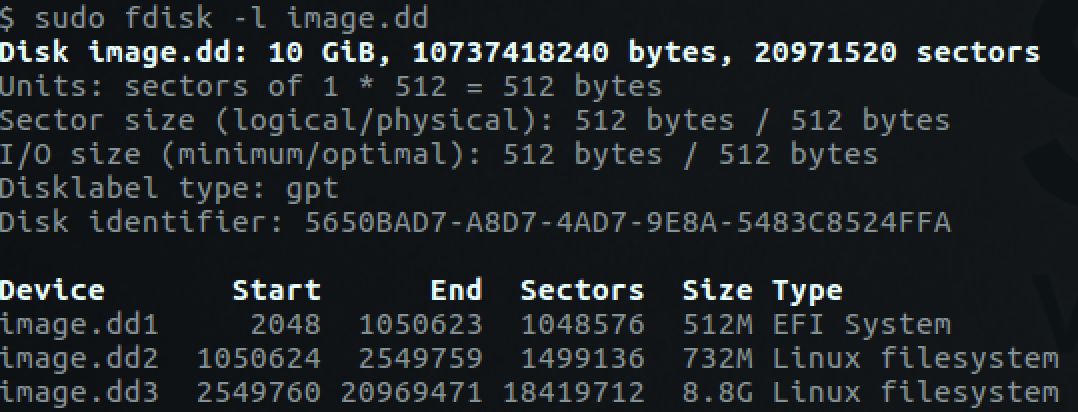 $ sudo fdisk -l image.dd
Disk image.dd: 10 GiB, 10737418240 bytes, 20971520 sectors
Units: sectors of 1 * 512 = 512 bytes
Sector size (logical/physical): 512 bytes / 512 bytes
I/O size (minimum/optimal): 512 bytes / 512 bytes
Disklabel type: gpt
Disk identifier: 5650BAD7-A8D7-4AD7-9E8A-5483C8524FFA
Device Start End Sectors Size Type
image.dd1 2048 1050623 1048576 512M EFI System
image.dd2 1050624 2549759 1499136 732M Linux filesystem
image.dd3 2549760 20969471 18419712 8.8G Linux filesystem